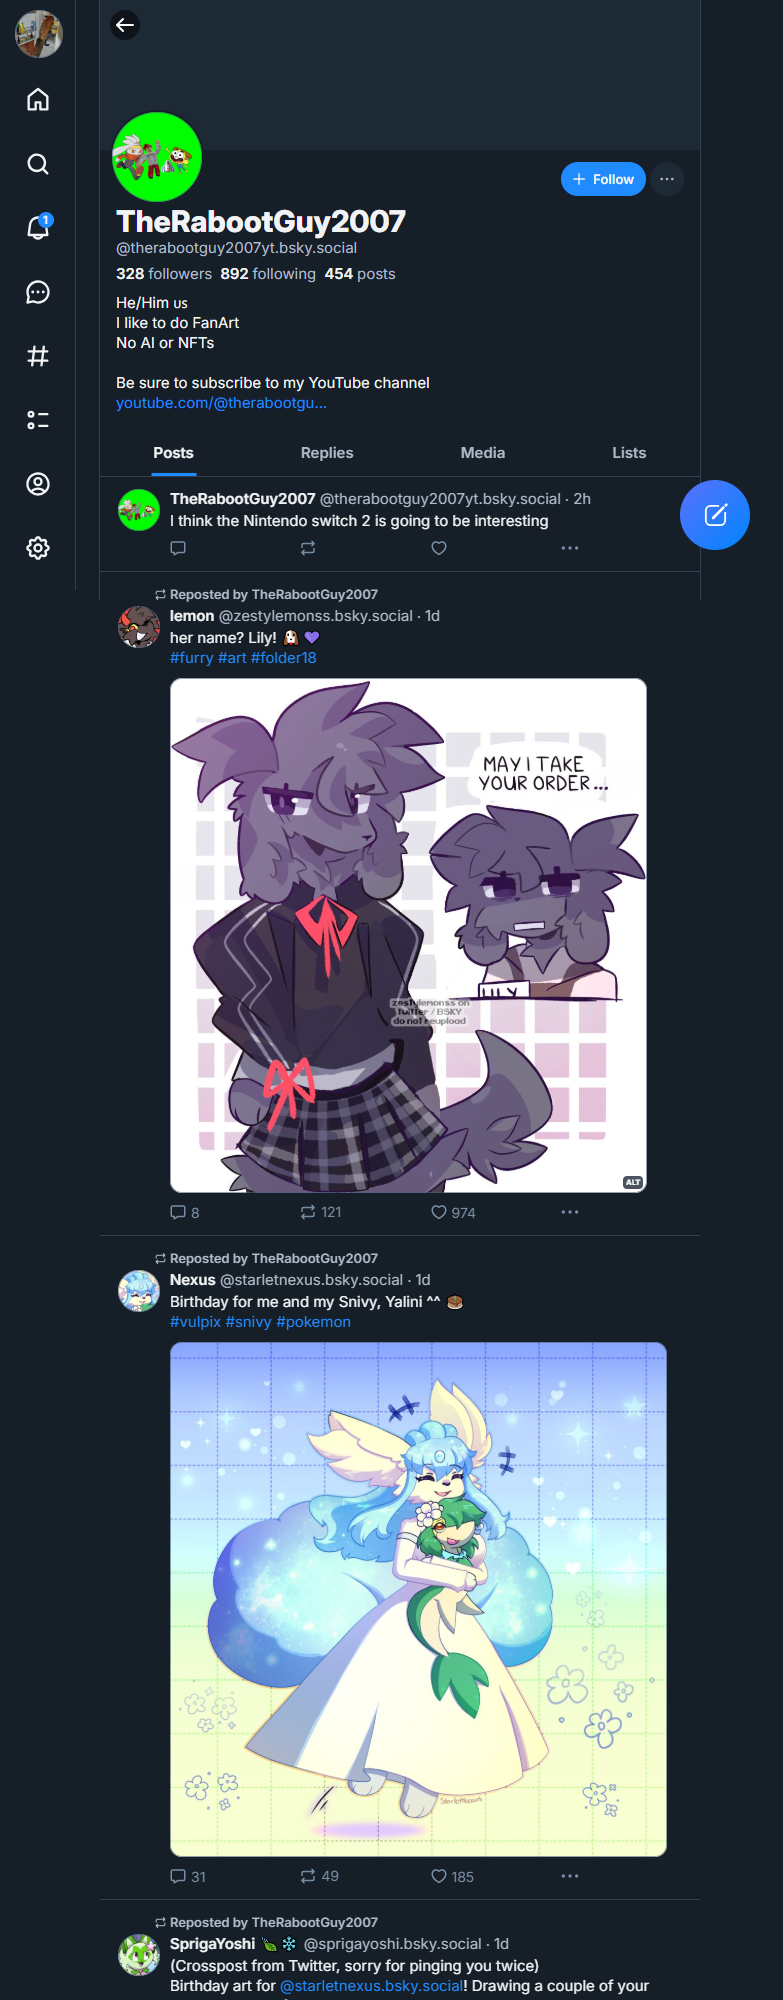 + Follow
TheRabootGuy2007
@therabootguy2007yt.bsky.social
328 followers 892 following 454 posts
He/Him us
I like to do FanArt
No AI or NFTs
Be sure to subscribe to my YouTube channel
youtube.com/@therabootgu...
Posts Replies Media Lists
1
TheRabootGuy2007 @therabootguy2007yt.bsky.social · 2h
I think the Nintendo switch 2 is going to be interesting
Reposted by TheRabootGuy2007
lemon @zestylemonss.bsky.social · 1d
her name? Lily! 
#furry #art #folder18
MAY I TAKE
YOUR ORDER...
LILY
zestylemonss on
twitter / BSKY
do not reupload
ALT
8 121 974
Reposted by TheRabootGuy2007
Nexus @starletnexus.bsky.social · 1d
Birthday for me and my Snivy, Yalini ^^
#vulpix #snivy #pokemon
StarletNexus
31 49 185
Reposted by TheRabootGuy2007
SprigaYoshi @sprigayoshi.bsky.social · 1d
(Crosspost from Twitter, sorry for pinging you twice)
Birthday art for @starletnexus.bsky.social! Drawing a couple of your